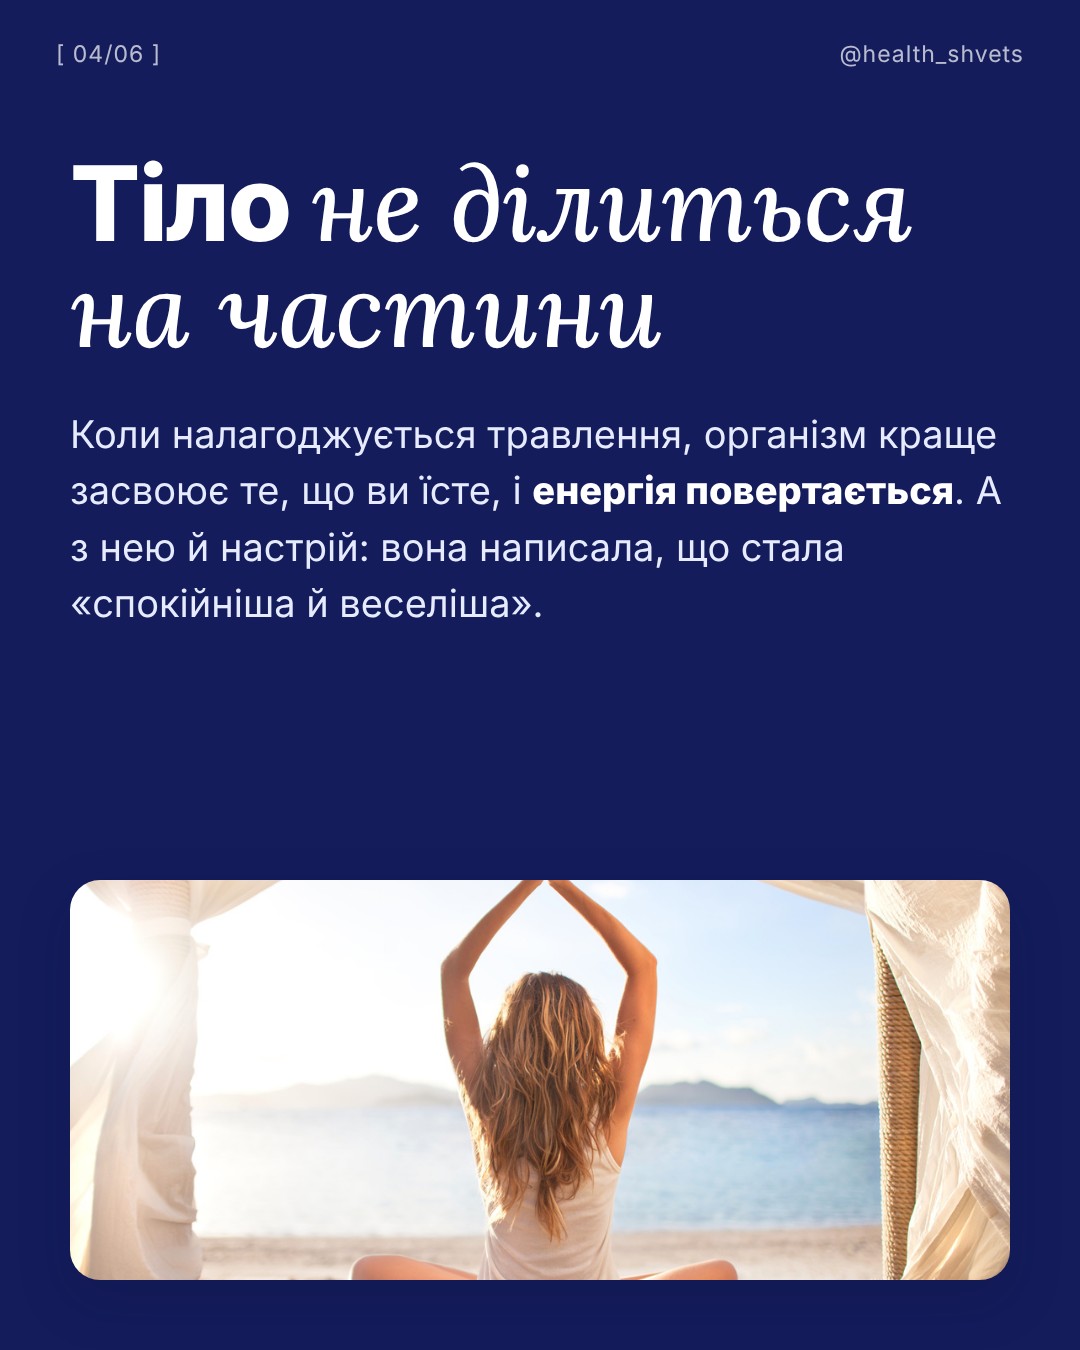 [ 04/06 ]
@health_shvets
Тіло не ділиться
на частини
Коли налагоджується травлення, організм краще
засвоює те, що ви їсте, і енергія повертається. А
з нею й настрій: вона написала, що стала
«спокійніша й веселіша».